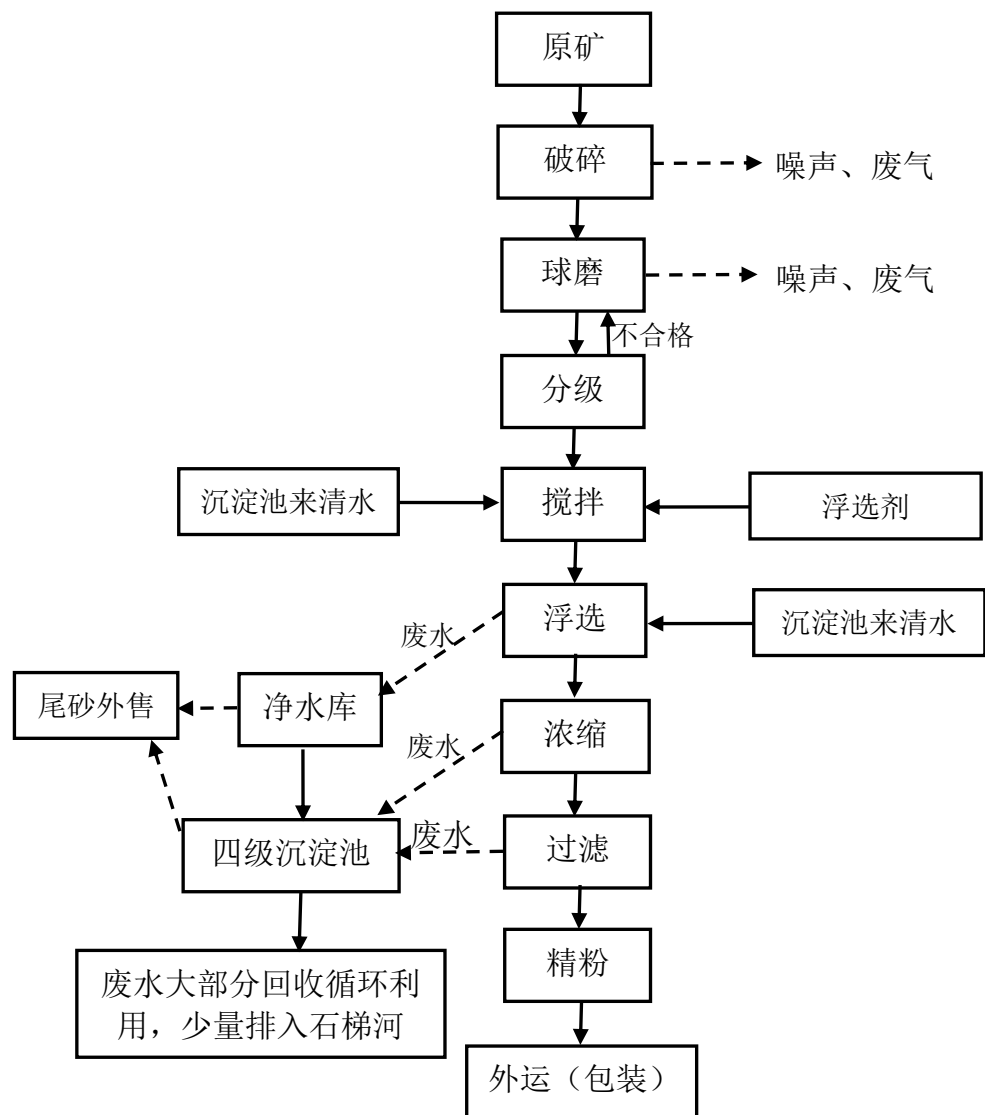 原矿
破碎
噪声、废气
球磨
噪声、废气
不合格
分级
沉淀池来清水
搅拌
浮选剂
浮选
沉淀池来清水
废水
尾砂外售
净水库
浓缩
废水
四级沉淀池
废水
过滤
精粉
废水大部分回收循环利
用，少量排入石梯河
外运（包装）